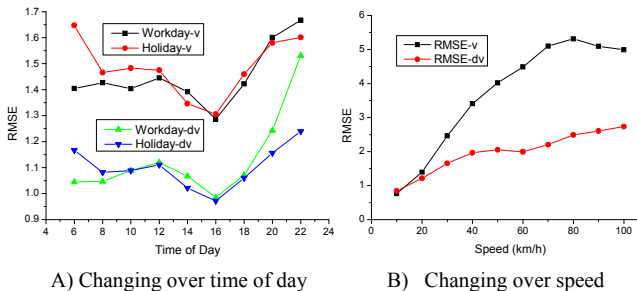 1.7
1.6
1.5
1.4
1.3
1.2
1.1
1.0
0.9
RMSE
Workday-v
Holiday-v
Workday-dv
Holiday-dv
4 6 8 10 12 14 16 18 20 22 24
Time of Day
A) Changing over time of day
6
5
4
3
2
1
0
RMSE
RMSE-v
RMSE-dv
0 20 40 60 80 100
Speed (km/h)
B) Changing over speed